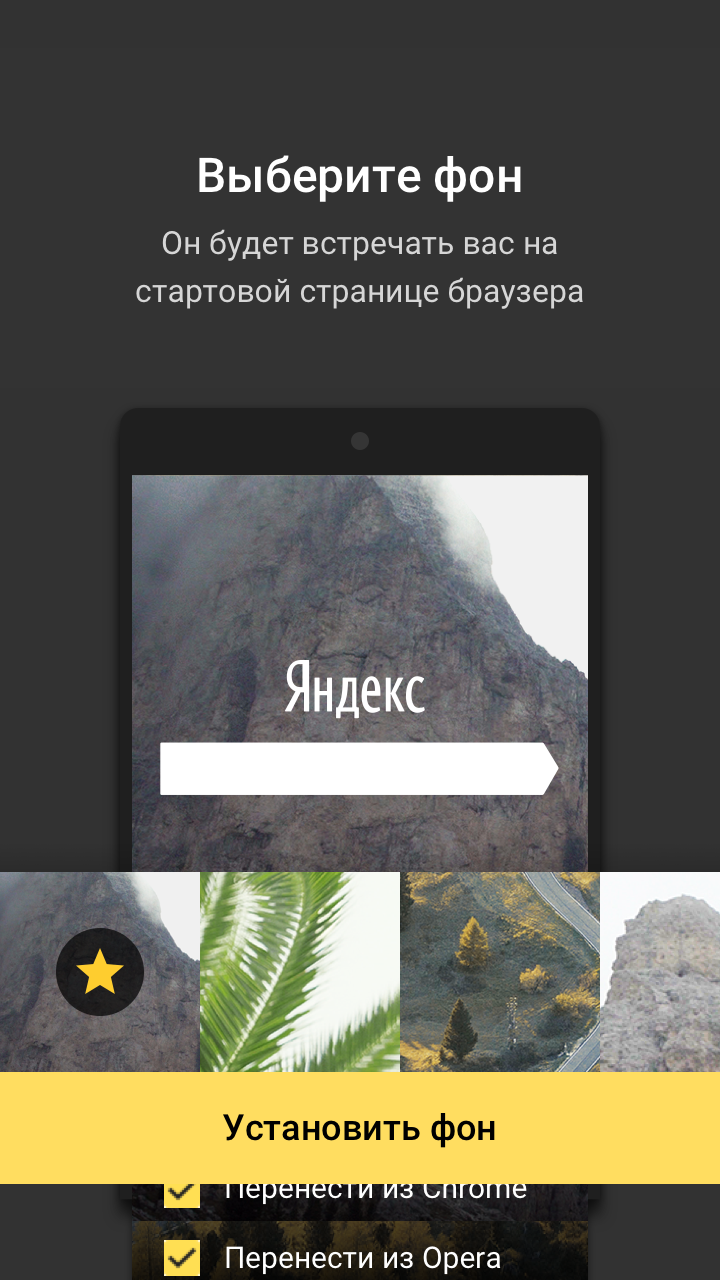 Выберите фон
Он будет встречать вас на
стартовой странице браузера
Яндекс
Установить фон
Перенести из Chrome
Перенести из Opera